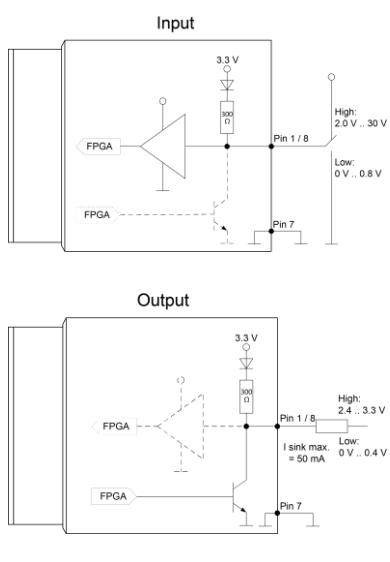 Input
3.3 V
300
Ω
High:
2.0 V .. 30 V
Pin 1 / 8
FPGA
Low:
0 V .. 0.8 V
FPGA
Pin 7
Output
3.3 V
300
Ω
High:
2.4 .. 3.3 V
Pin 1 / 8
FPGA
I sink max.
= 50 mA
Low:
0 V .. 0.4 V
FPGA
Pin 7